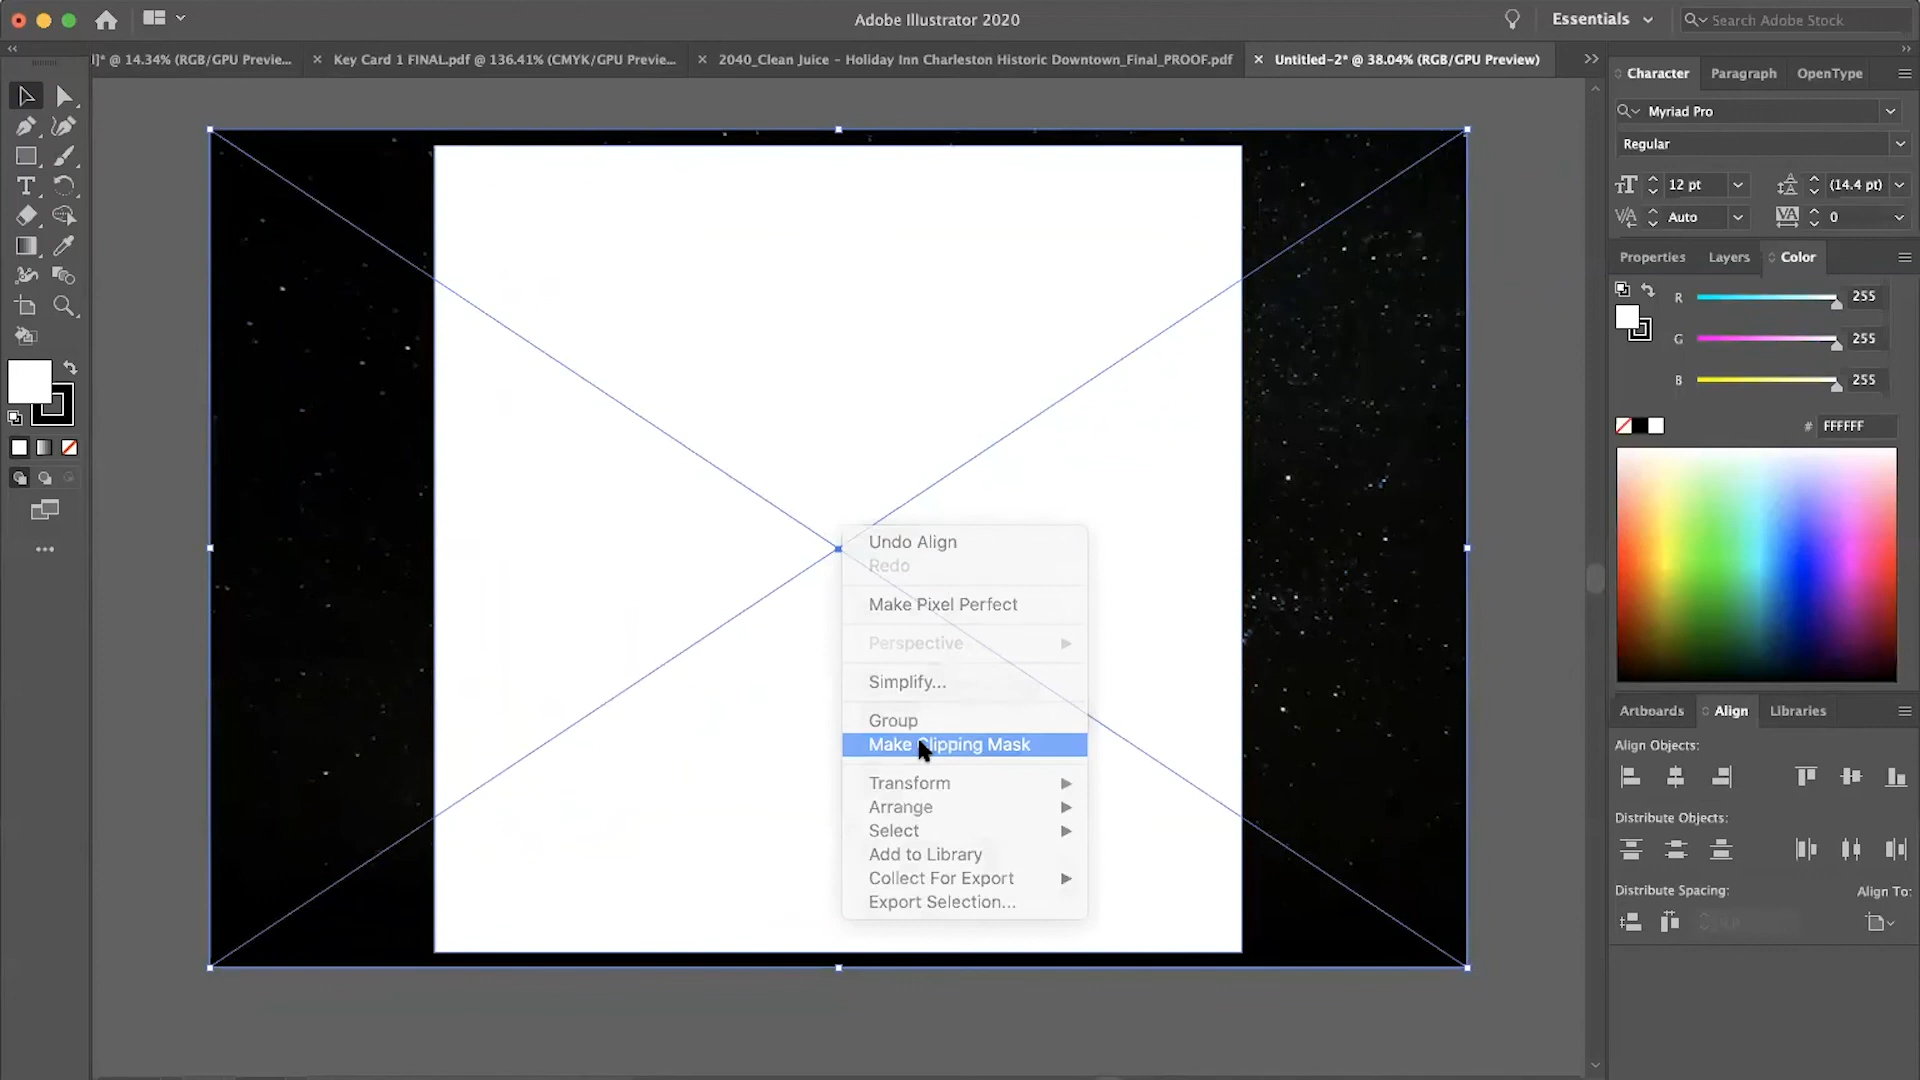 Adobe Illustrator 2020
Essentials
Search Adobe Stock
]* @ 14.34% (RGB/GPU Previe...
Key Card 1 FINAL.pdf @ 136.41% (CMYK/GPU Previe...
2040_Clean Juice - Holiday Inn Charleston Historic Downtown_Final_PROOF.pdf
Untitled-2* @ 38.04% (RGB/GPU Preview)
Character
Paragraph
OpenType
Myriad Pro
Regular
12 pt
(14.4 pt)
Auto
0
Properties
Layers
Color
R
255
G
255
B
255
# FFFFFF
Undo Align
Redo
Make Pixel Perfect
Perspective
Simplify...
Group
Make Clipping Mask
Transform
Arrange
Select
Add to Library
Collect For Export
Export Selection...
Artboards
Align
Libraries
Align Objects:
Distribute Objects:
Distribute Spacing:
Align To: